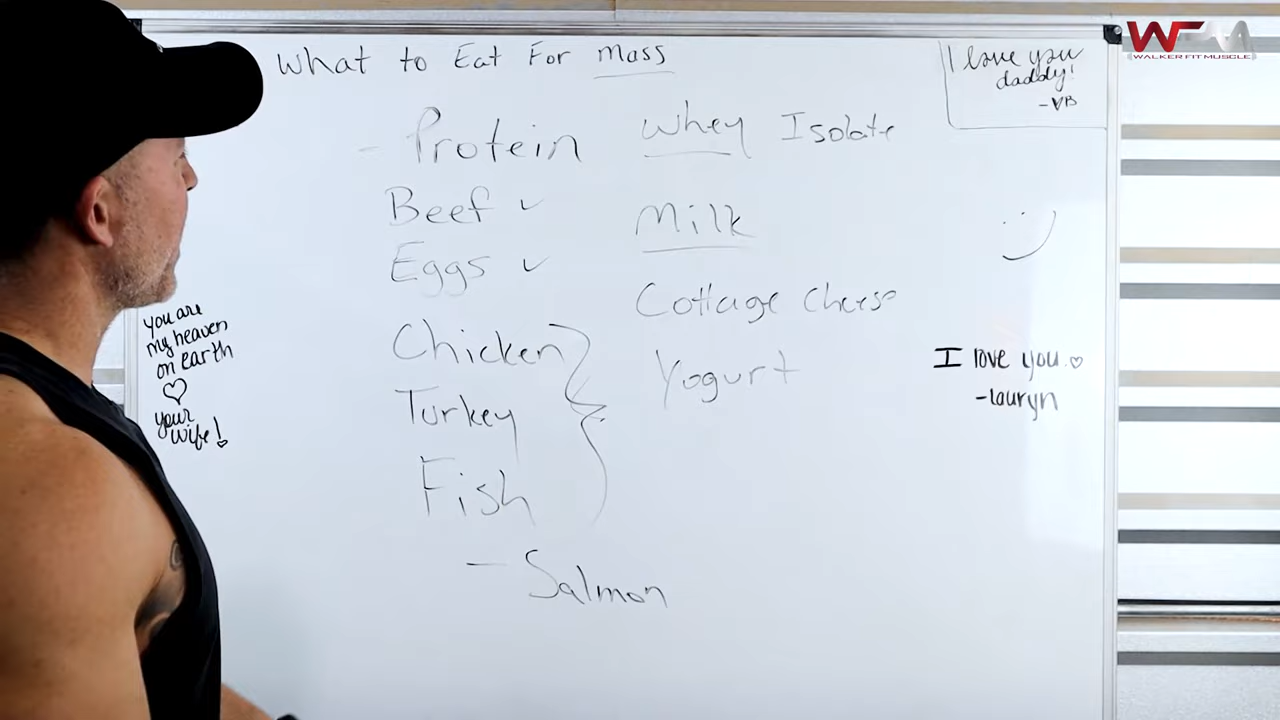 What to Eat For Mass
- Protein
Beef ✓
Eggs ✓
Chicken
Turkey
Fish
- Salmon
Whey Isolate
Milk
Cottage Cheese
Yogurt
I love you
daddy!
-VB
I love you ♡
-lauryn
you are
my heaven
on earth
♡
your
wife!
WFM
WALKER FIT MUSCLE